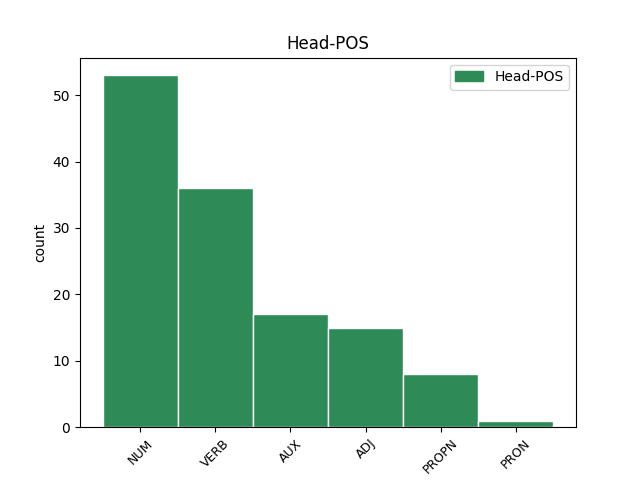 Head-POS
Head-POS
count
50
40
30
20
10
0
NUM
VERB
AUX
ADJ
PROPN
PRON